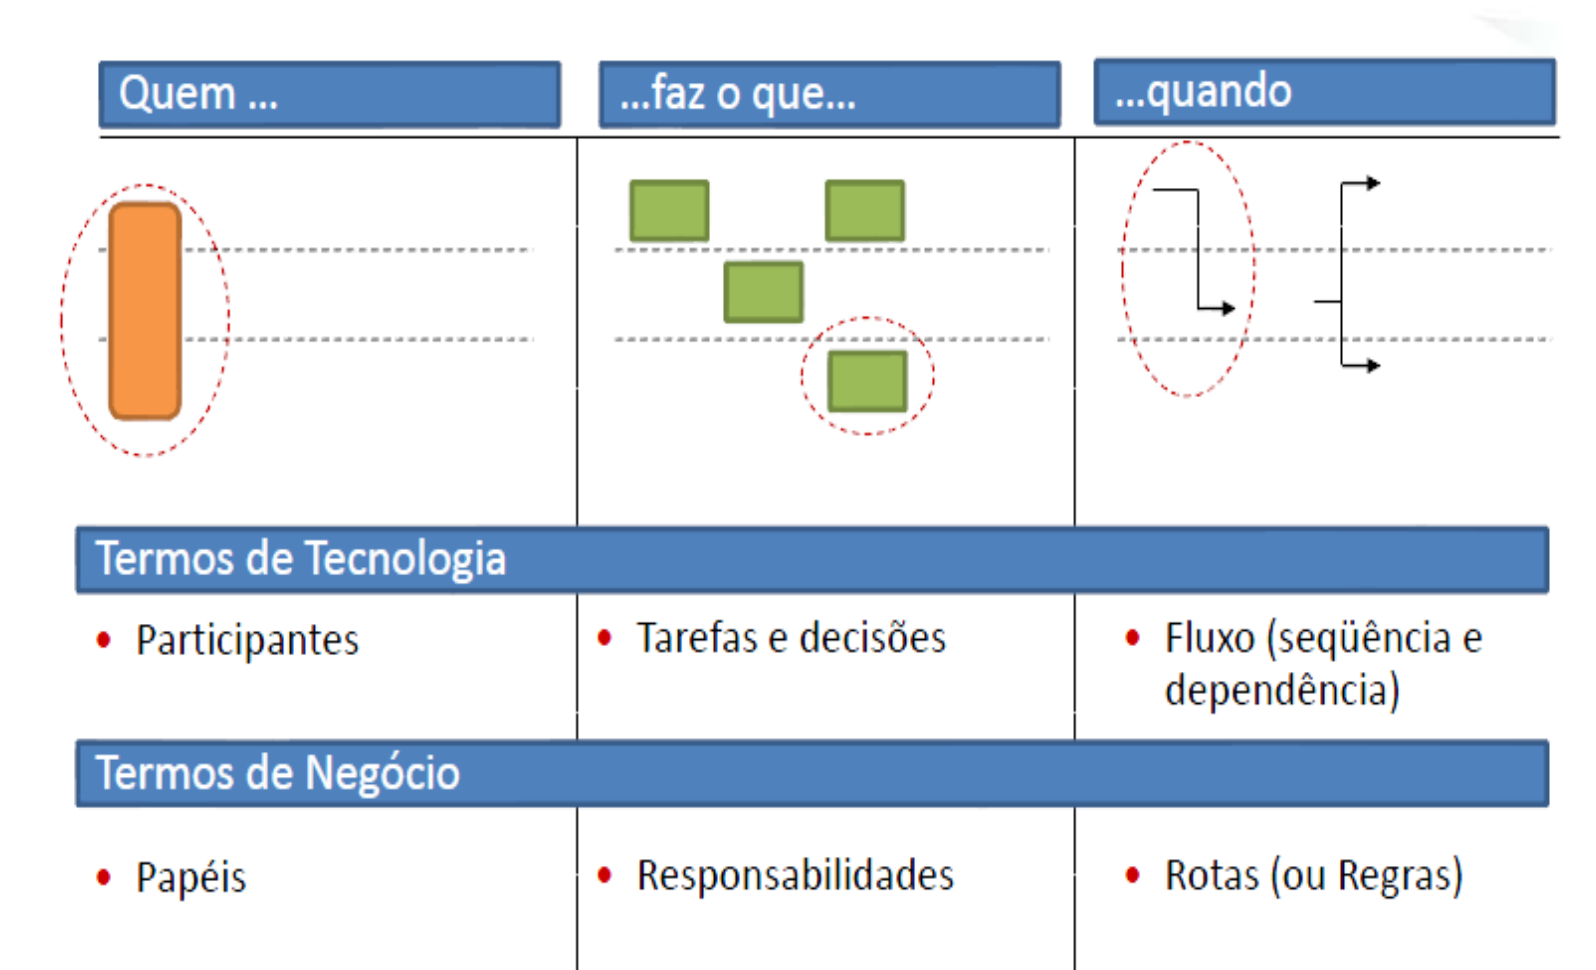 Quem ...
...faz o que...
...quando
Termos de Tecnologia
• Participantes
• Tarefas e decisões
• Fluxo (seqüência e
dependência)
Termos de Negócio
• Papéis
• Responsabilidades
• Rotas (ou Regras)